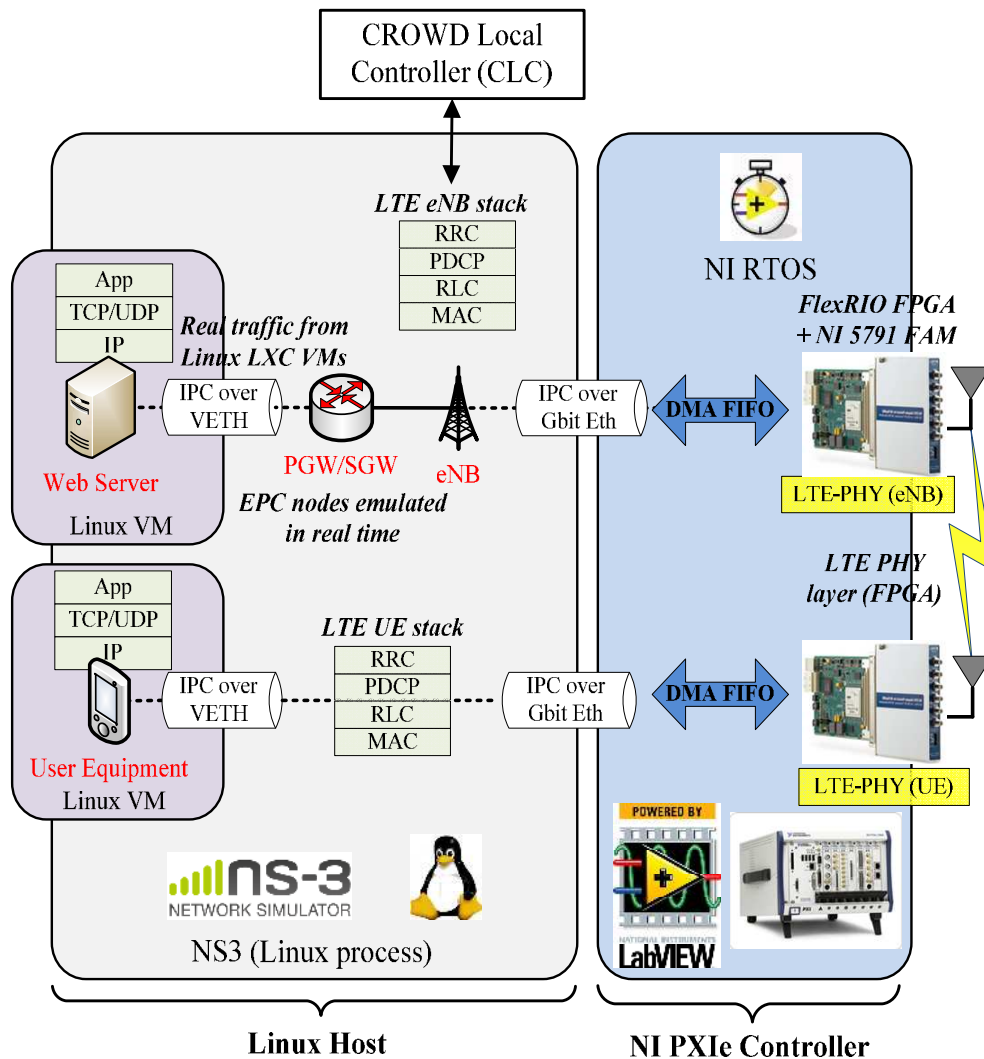 CROWD Local
Controller (CLC)
LTE eNB stack
RRC
PDCP
RLC
MAC
NI RTOS
App
TCP/UDP
IP
Real traffic from
Linux LXC VMs
FlexRIO FPGA
+ NI 5791 FAM
IPC over
VETH
IPC over
Gbit Eth
DMA FIFO
Web Server
PGW/SGW
eNB
LTE-PHY (eNB)
Linux VM
EPC nodes emulated
in real time
LTE PHY
layer (FPGA)
App
TCP/UDP
IP
LTE UE stack
RRC
PDCP
RLC
MAC
IPC over
VETH
IPC over
Gbit Eth
DMA FIFO
User Equipment
Linux VM
LTE-PHY (UE)
POWERED BY
NATIONAL INSTRUMENTS
LabVIEW
ns-3
NETWORK SIMULATOR
NS3 (Linux process)
Linux Host
NI PXIe Controller